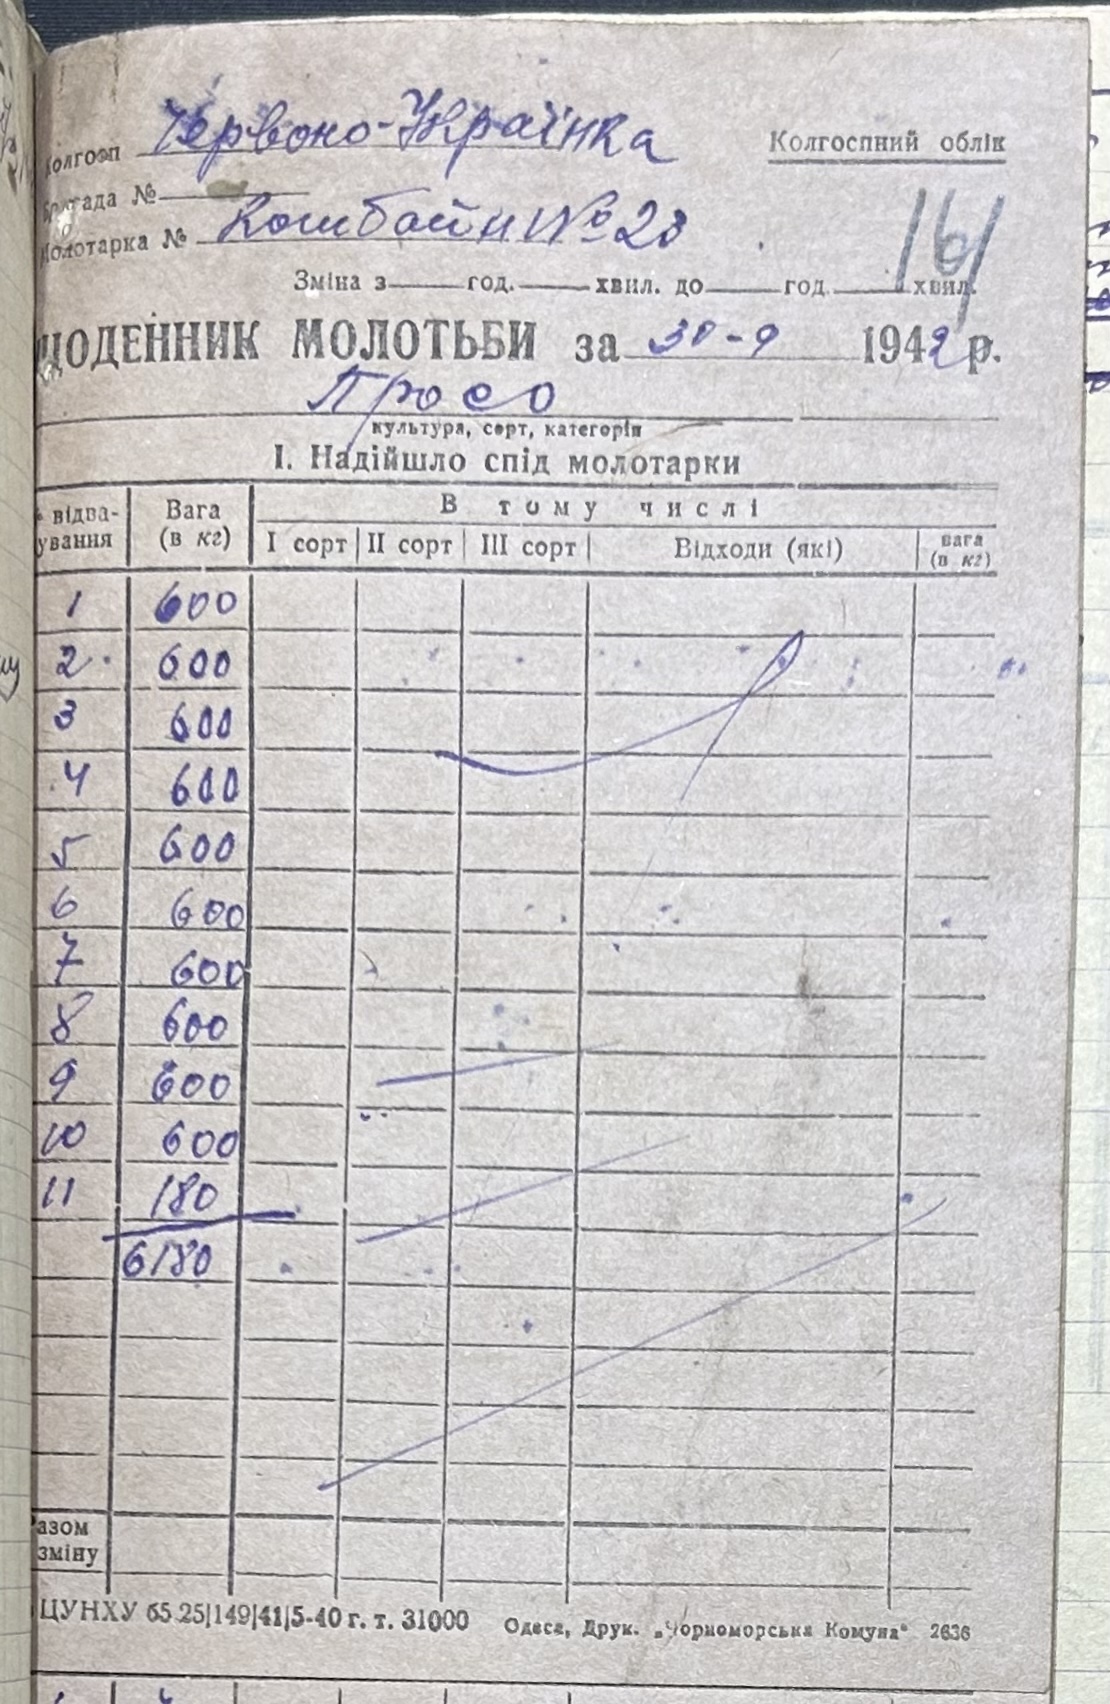 Колгосп Червоно-Українка
Колгоспний облік
Бригада №
Молотарка № Комбайн №23
161
Зміна з год. хвил. до год. хвил.
ЩОДЕННИК МОЛОТЬБИ за 30-9 1942 р.
Просо
культура, сорт, категорія
І. Надійшло спід молотарки
відва-
ування
Вага
(в кг)
В тому числі
І сорт ІІ сорт ІІІ сорт Відходи (які) вага
(в кг)
1 600
2 600
3 600
4 600
5 600
6 600
7 600
8 600
9 600
10 600
11 180
6180
азом
зміну
ЦУНХУ 65 25|149|41|5-40 г. т. 31000 Одеса, Друк. „Чорноморська Комуна" 2636